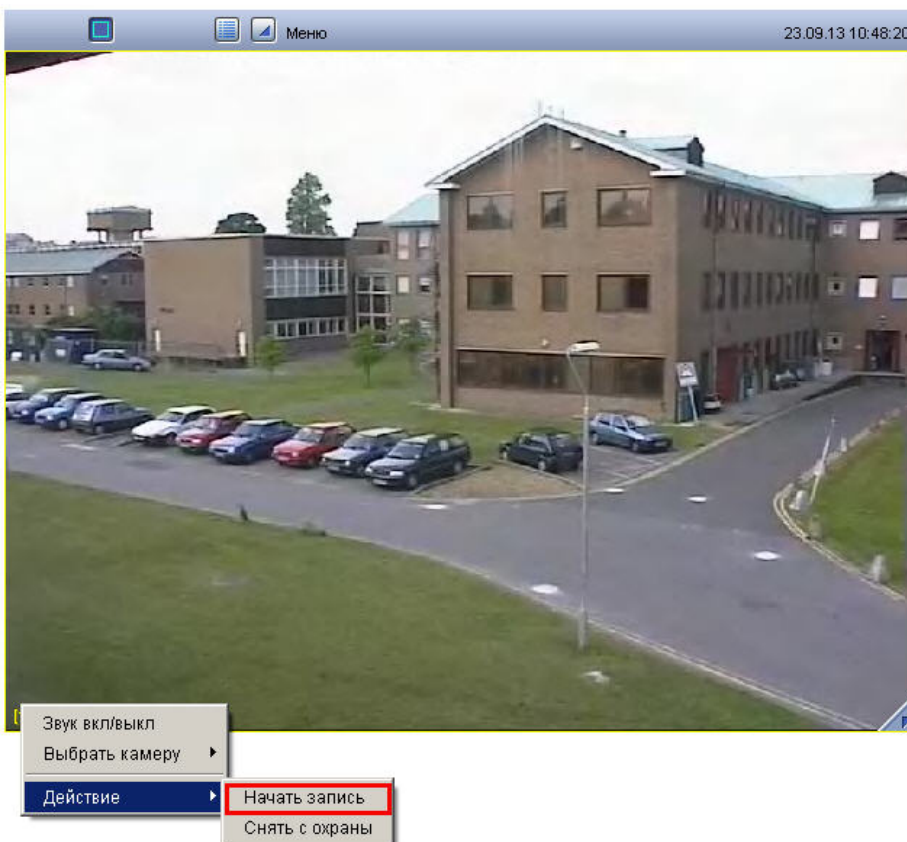 Меню
23.09.13 10:48:20
Звук вкл/выкл
Выбрать камеру
Действие
Начать запись
Снять с охраны